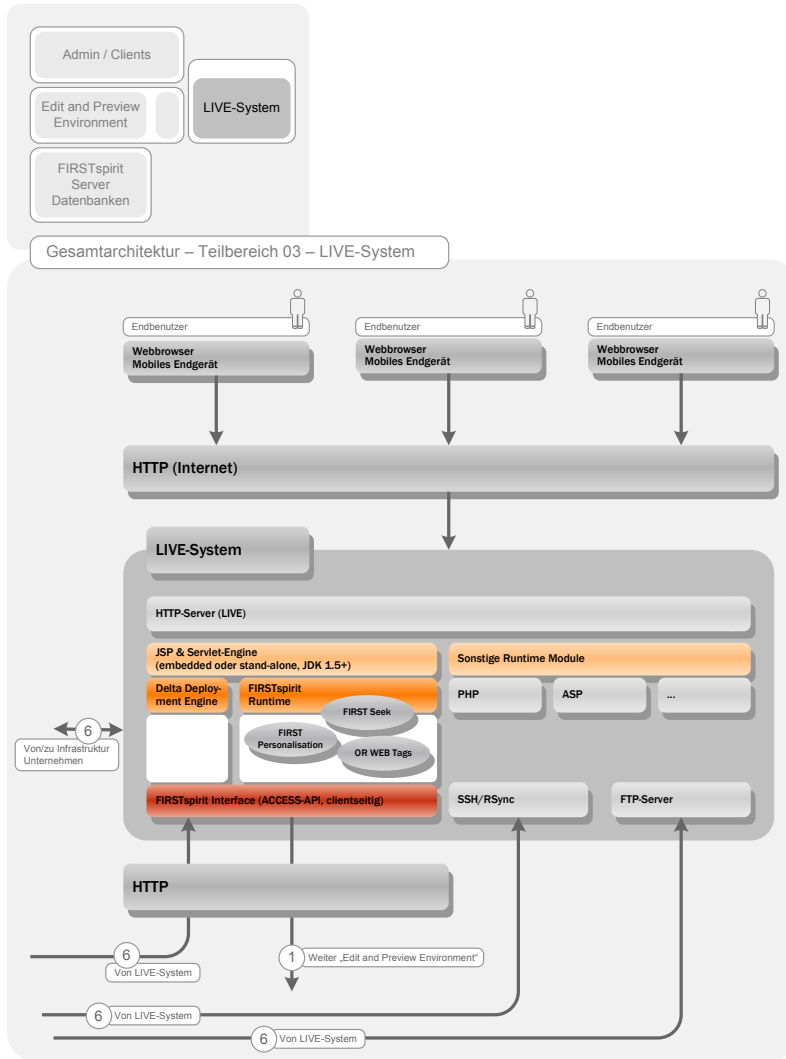 Admin / Clients
Edit and Preview
Environment
LIVE-System
FIRSTspirit
Server
Datenbanken
Gesamtarchitektur – Teilbereich 03 – LIVE-System
Endbenutzer
Endbenutzer
Endbenutzer
Webbrowser
Mobiles Endgerät
Webbrowser
Mobiles Endgerät
Webbrowser
Mobiles Endgerät
HTTP (Internet)
LIVE-System
HTTP-Server (LIVE)
JSP & Servlet-Engine
(embedded oder stand-alone, JDK 1.5+)
Sonstige Runtime Module
Delta Deploy-
ment Engine
FIRSTspirit
Runtime
PHP
ASP
...
FIRST Seek
FIRST
Personalisation
OR WEB Tags
6
Von/zu Infrastruktur
Unternehmen
FIRSTspirit Interface (ACCESS-API, clientseitig)
SSH/RSync
FTP-Server
HTTP
6
Von LIVE-System
1
Weiter „Edit and Preview Environment“
6
Von LIVE-System
6
Von LIVE-System